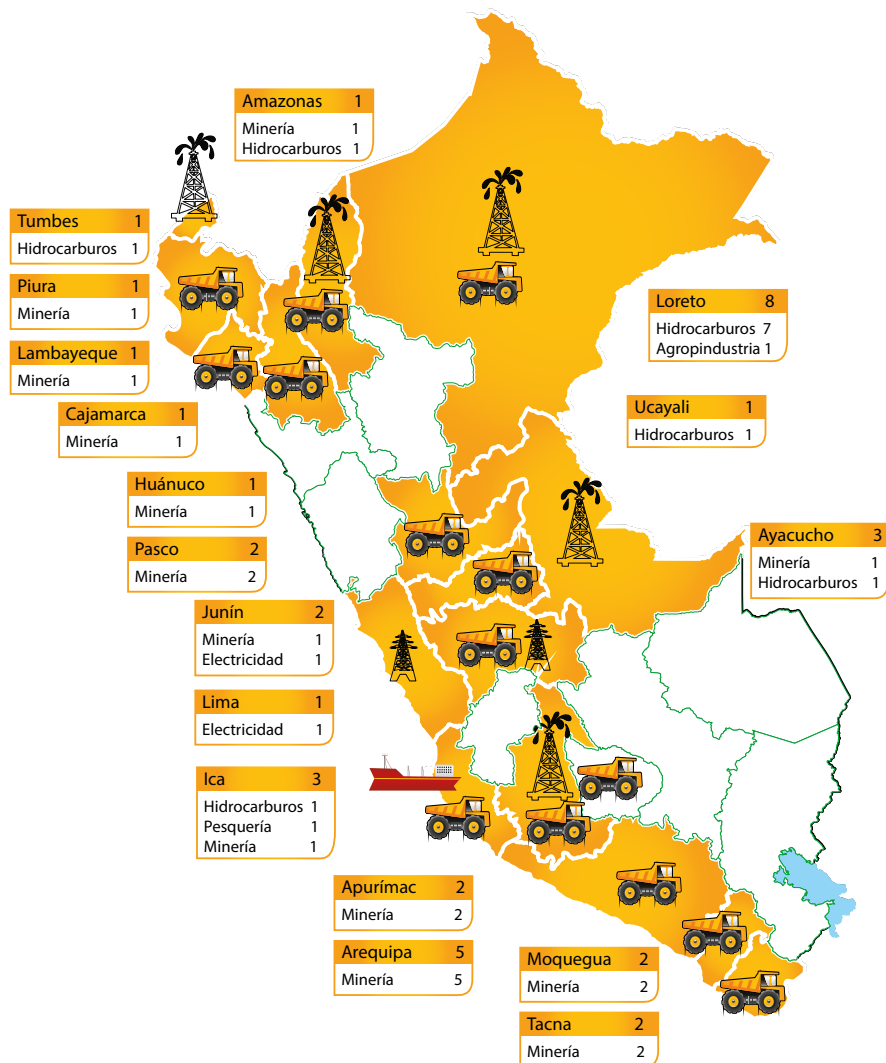 Amazonas 1
Minería 1
Hidrocarburos 1
Tumbes 1
Hidrocarburos 1
Piura 1
Minería 1
Lambayeque 1
Minería 1
Cajamarca 1
Minería 1
Loreto 8
Hidrocarburos 7
Agropindustria 1
Ucayali 1
Hidrocarburos 1
Huánuco 1
Minería 1
Pasco 2
Minería 2
Ayacucho 3
Minería 1
Hidrocarburos 1
Junín 2
Minería 1
Electricidad 1
Lima 1
Electricidad 1
Ica 3
Hidrocarburos 1
Pesquería 1
Minería 1
Apurímac 2
Minería 2
Arequipa 5
Minería 5
Moquegua 2
Minería 2
Tacna 2
Minería 2